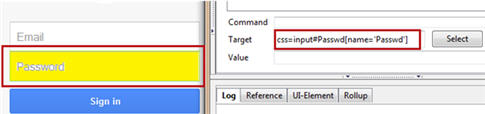 Email
Password
Sign in
Command
Target css=input#Passwd[name='Passwd'] Select
Value
Log Reference UI-Element Rollup